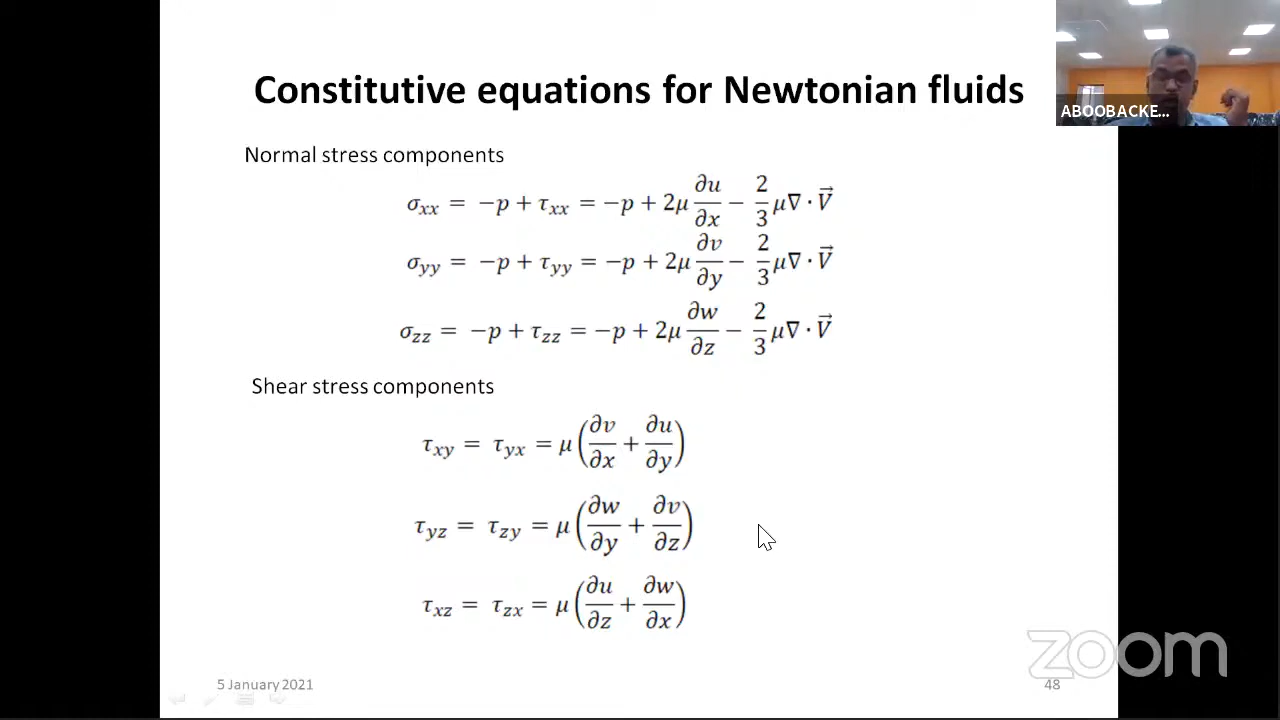 Constitutive equations for Newtonian fluids
ABOOBACKE...
Normal stress components
σxx = −p + τxx = −p + 2μ ∂u/∂x − 2/3 μ∇ · V⃗
σyy = −p + τyy = −p + 2μ ∂v/∂y − 2/3 μ∇ · V⃗
σzz = −p + τzz = −p + 2μ ∂w/∂z − 2/3 μ∇ · V⃗
Shear stress components
τxy = τyx = μ(∂v/∂x + ∂u/∂y)
τyz = τzy = μ(∂w/∂y + ∂v/∂z)
τxz = τzx = μ(∂u/∂z + ∂w/∂x)
zoom
5 January 2021
48